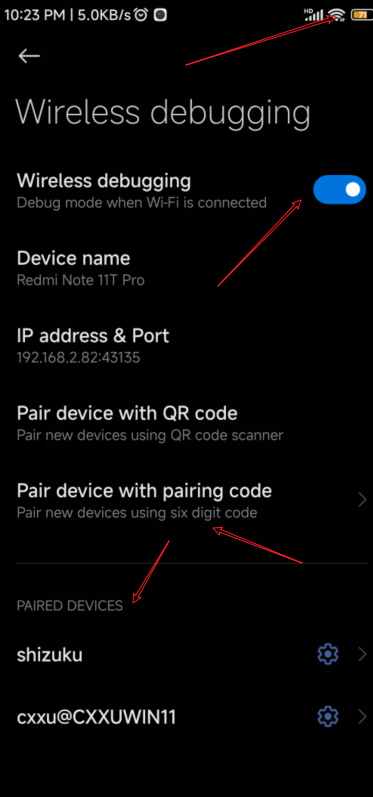 10:23 PM | 5.0KB/s
HD
Wireless debugging
Wireless debugging
Debug mode when Wi-Fi is connected
Device name
Redmi Note 11T Pro
IP address & Port
192.168.2.82:43135
Pair device with QR code
Pair new devices using QR code scanner
Pair device with pairing code
Pair new devices using six digit code
PAIRED DEVICES
shizuku
cxxu@CXXUWIN11